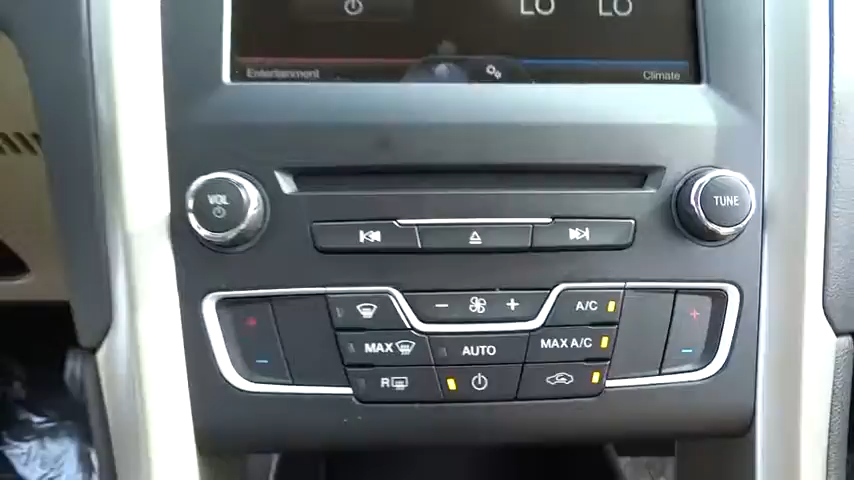 LO LO
Entertainment Climate
VOL TUNE
A/C
MAX AUTO MAX A/C
R